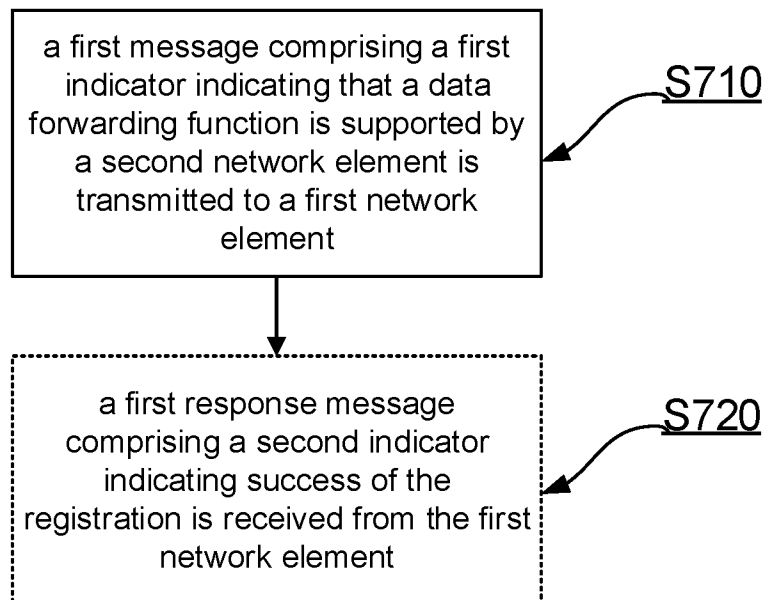 a first message comprising a first
indicator indicating that a data
forwarding function is supported by
a second network element is
transmitted to a first network
element
S710
a first response message
comprising a second indicator
indicating success of the
registration is received from the first
network element
S720